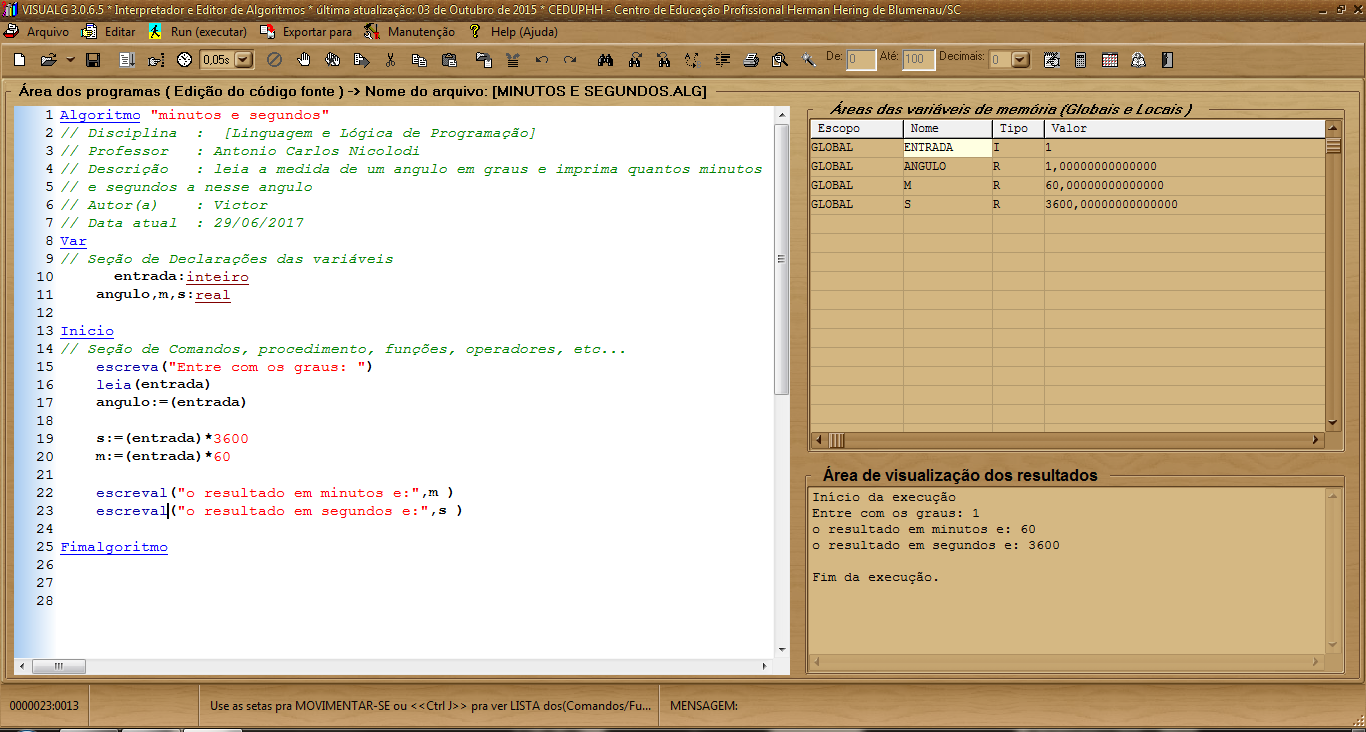 VISUALG 3.0.6.5 * Interpretador e Editor de Algoritmos * última atualização: 03 de Outubro de 2015 * CEDUPHH - Centro de Educação Profissional Herman Hering de Blumenau/SC
Arquivo Editar Run (executar) Exportar para Manutenção Help (Ajuda)
0,05s De: 0 Até: 100 Decimais: 0
Área dos programas ( Edição do código fonte ) -> Nome do arquivo: [MINUTOS E SEGUNDOS.ALG]
1 Algoritmo "minutos e segundos"
2 // Disciplina  :  [Linguagem e Lógica de Programação]
3 // Professor   : Antonio Carlos Nicolodi
4 // Descrição   : leia a medida de um angulo em graus e imprima quantos minutos
5 // e segundos a nesse angulo
6 // Autor(a)    : Victor
7 // Data atual  : 29/06/2017
8 Var
9 // Seção de Declarações das variáveis
10       entrada:inteiro
11     angulo,m,s:real
12
13 Inicio
14 // Seção de Comandos, procedimento, funções, operadores, etc...
15     escreva("Entre com os graus: ")
16     leia(entrada)
17     angulo:=(entrada)
18
19     s:=(entrada)*3600
20     m:=(entrada)*60
21
22     escreval("o resultado em minutos e:",m )
23     escreval("o resultado em segundos e:",s )
24
25 Fimalgoritmo
26
27
28
Áreas das variáveis de memória (Globais e Locais )
Escopo Nome Tipo Valor
GLOBAL ENTRADA I 1
GLOBAL ANGULO R 1,00000000000000
GLOBAL M R 60,00000000000000
GLOBAL S R 3600,00000000000000
Área de visualização dos resultados
Início da execução
Entre com os graus: 1
o resultado em minutos e: 60
o resultado em segundos e: 3600
Fim da execução.
0000023:0013 Use as setas pra MOVIMENTAR-SE ou <<Ctrl J>> pra ver LISTA dos(Comandos/Fu... MENSAGEM: